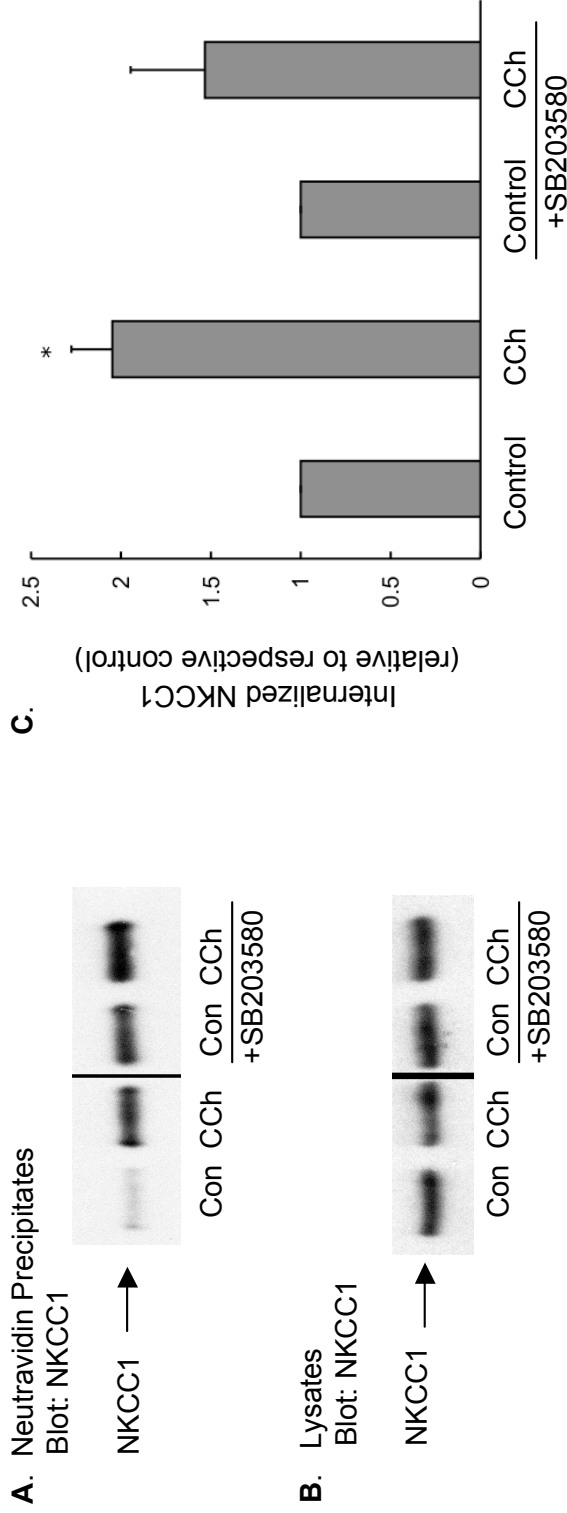 A. Neutravidin Precipitates
Blot: NKCC1
NKCC1
Con CCh Con CCh
+SB203580
B. Lysates
Blot: NKCC1
NKCC1
Con CCh Con CCh
+SB203580
C.
Internalized NKCC1
(relative to respective control)
2.5
2
1.5
1
0.5
0
*
Control CCh Control CCh
+SB203580